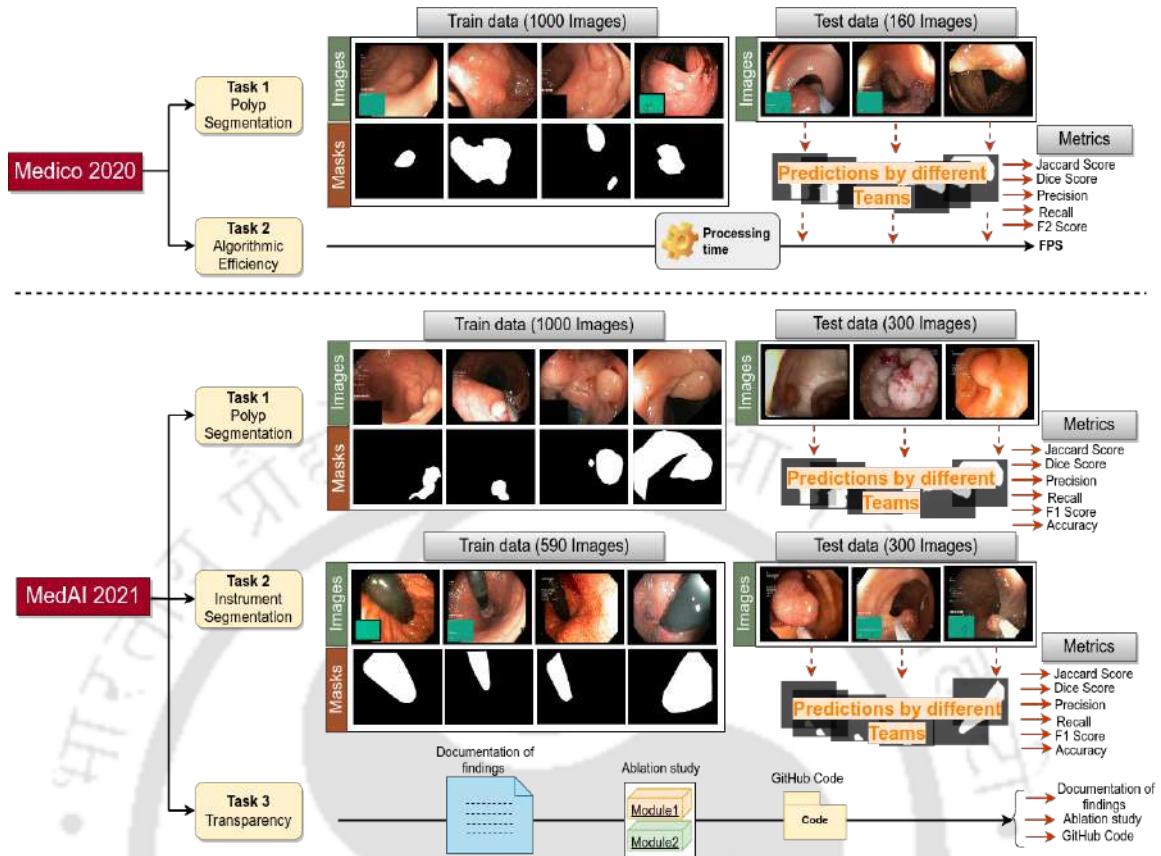 Train data (1000 Images)
Test data (160 Images)
Images
Images
Task 1
Polyp
Segmentation
Masks
Metrics
Jaccard Score
Dice Score
Precision
Recall
F2 Score
Predictions by different
Teams
Medico 2020
Task 2
Algorithmic
Efficiency
Processing
time
FPS
Train data (1000 Images)
Test data (300 Images)
Images
Images
Task 1
Polyp
Segmentation
Masks
Metrics
Jaccard Score
Dice Score
Precision
Recall
F1 Score
Accuracy
Predictions by different
Teams
Train data (590 Images)
Test data (300 Images)
MedAI 2021
Task 2
Instrument
Segmentation
Images
Images
Masks
Metrics
Jaccard Score
Dice Score
Precision
Recall
F1 Score
Accuracy
Predictions by different
Teams
Task 3
Transparency
Documentation of
findings
Ablation study
Module1
Module2
GitHub Code
Code
Documentation of
findings
Ablation study
GitHub Code